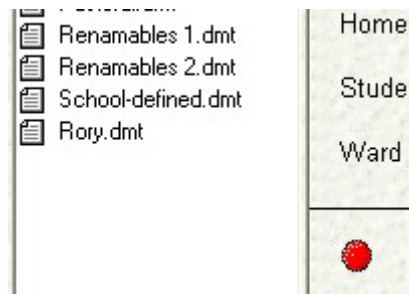 Renamables 1.dmt
Renamables 2.dmt
School-defined.dmt
Rory.dmt
Home
Stude
Ward